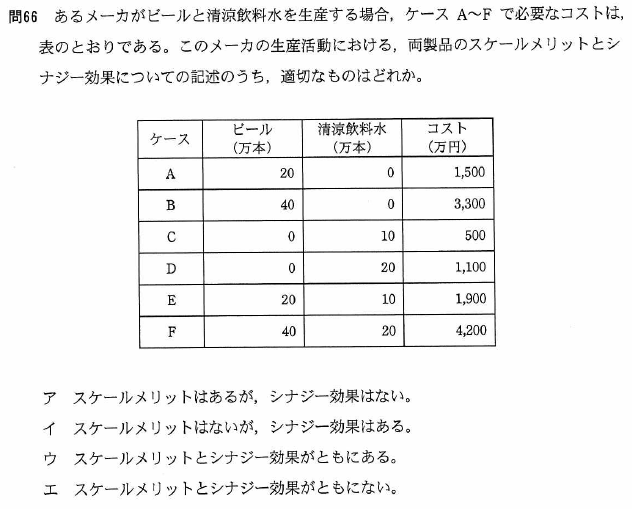 問66 あるメーカがビールと清涼飲料水を生産する場合，ケース A～F で必要なコストは，
表のとおりである。このメーカの生産活動における，両製品のスケールメリットとシ
ナジー効果についての記述のうち，適切なものはどれか。
ケース ビール（万本） 清涼飲料水（万本） コスト（万円）
A 20 0 1,500
B 40 0 3,300
C 0 10 500
D 0 20 1,100
E 20 10 1,900
F 40 20 4,200
ア スケールメリットはあるが，シナジー効果はない。
イ スケールメリットはないが，シナジー効果はある。
ウ スケールメリットとシナジー効果がともにある。
エ スケールメリットとシナジー効果がともにない。